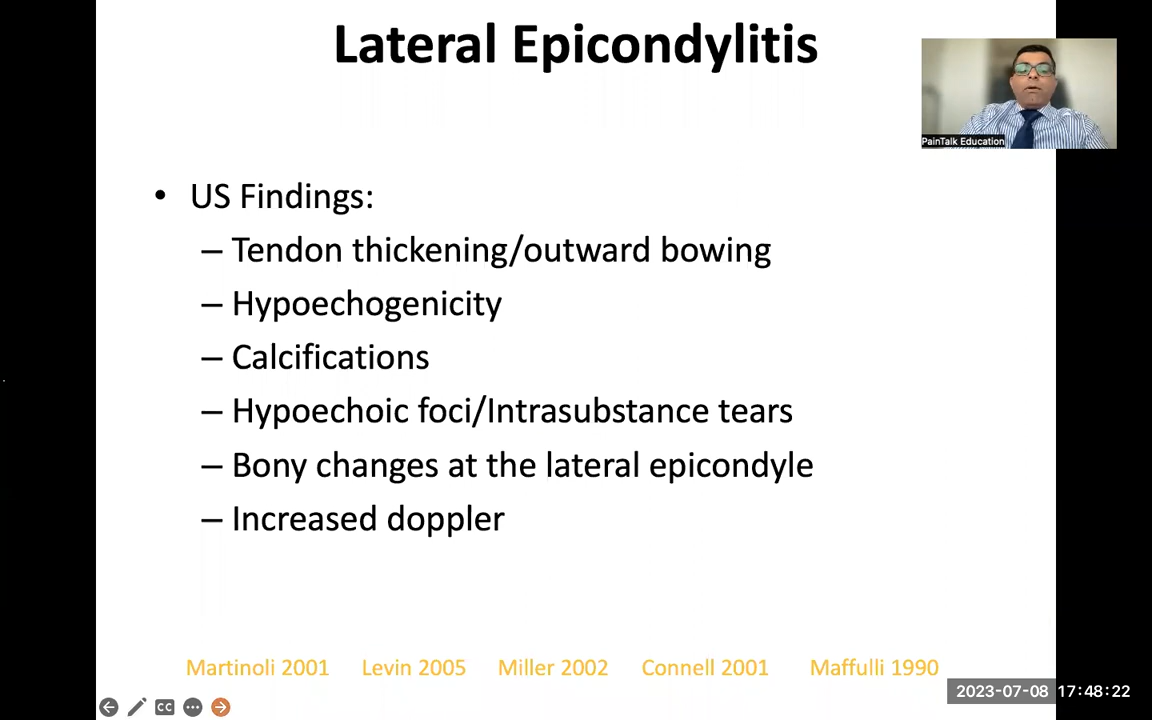 Lateral Epicondylitis
PainTalk Education
• US Findings:
– Tendon thickening/outward bowing
– Hypoechogenicity
– Calcifications
– Hypoechoic foci/Intrasubstance tears
– Bony changes at the lateral epicondyle
– Increased doppler
Martinoli 2001 Levin 2005 Miller 2002 Connell 2001 Maffulli 1990
2023-07-08 17:48:22
CC